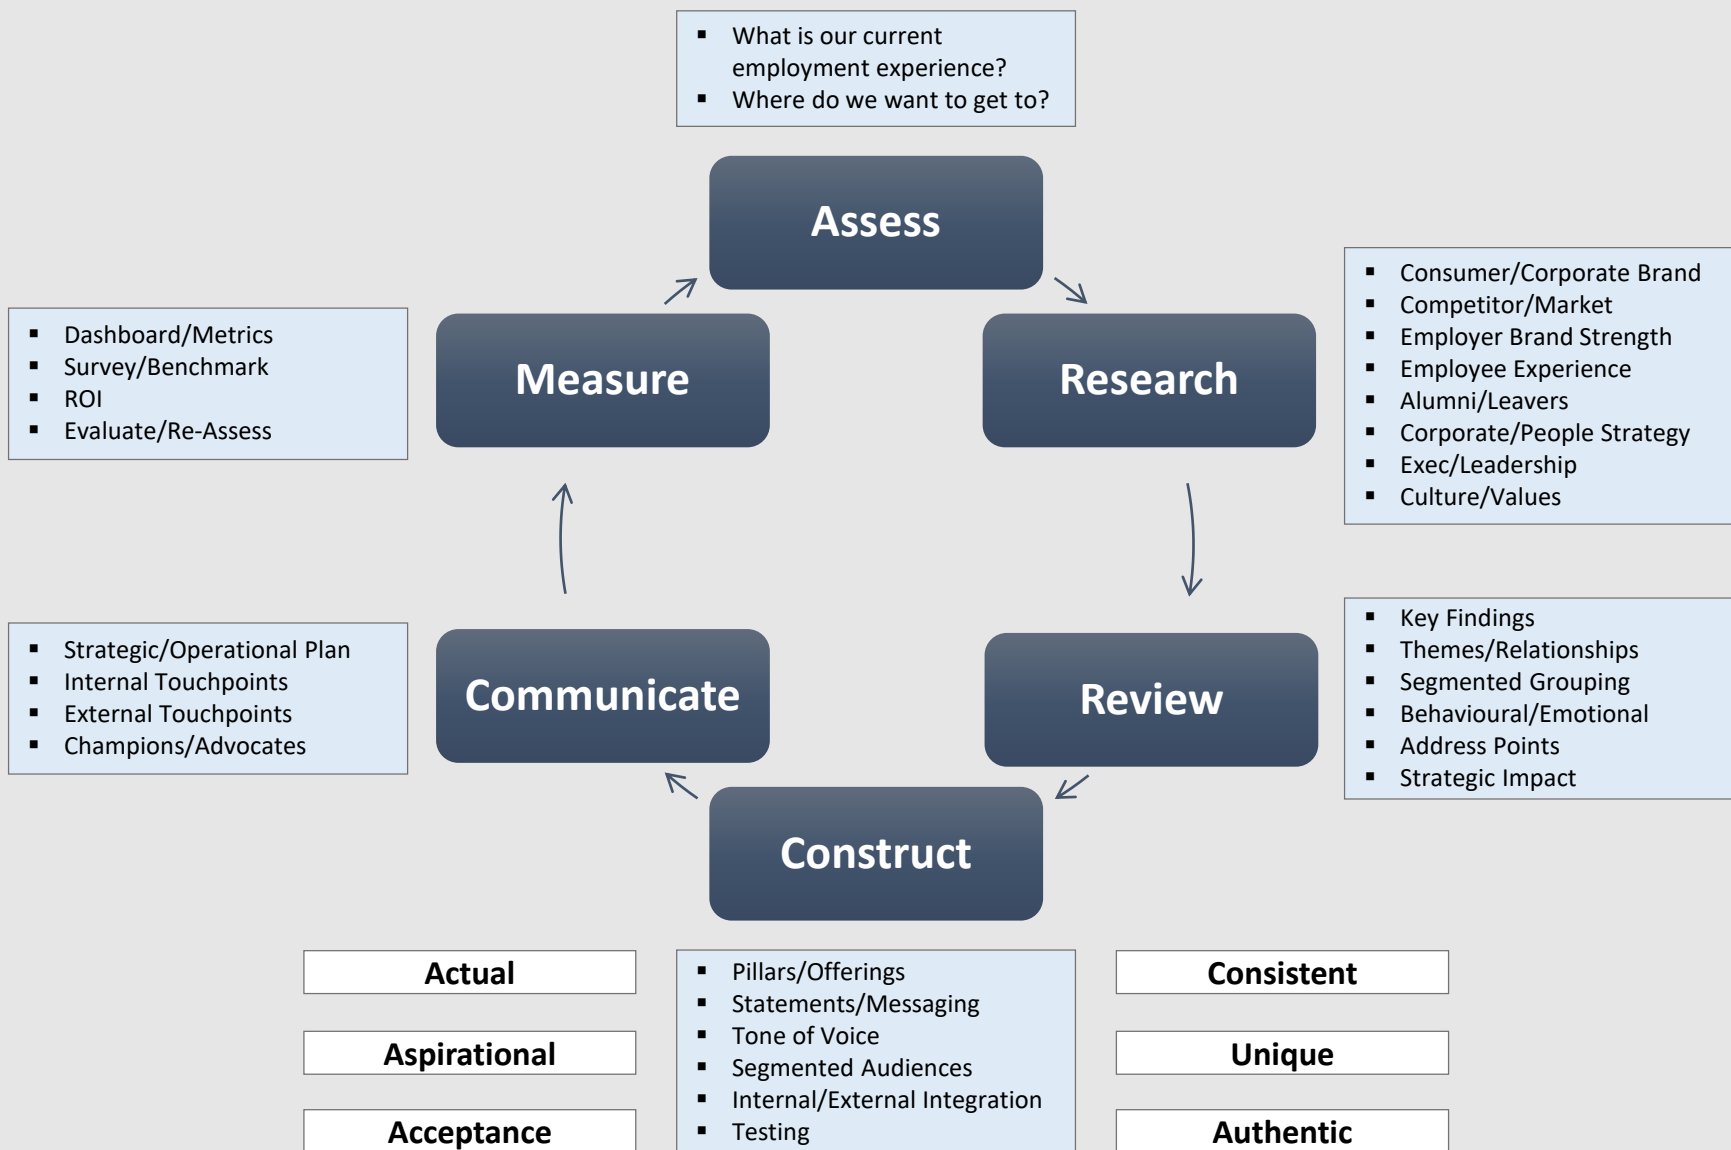 ▪ What is our current
employment experience?
▪ Where do we want to get to?
Assess
▪ Consumer/Corporate Brand
▪ Competitor/Market
▪ Employer Brand Strength
▪ Employee Experience
▪ Alumni/Leavers
▪ Corporate/People Strategy
▪ Exec/Leadership
▪ Culture/Values
Research
▪ Key Findings
▪ Themes/Relationships
▪ Segmented Grouping
▪ Behavioural/Emotional
▪ Address Points
▪ Strategic Impact
Review
Construct
▪ Pillars/Offerings
▪ Statements/Messaging
▪ Tone of Voice
▪ Segmented Audiences
▪ Internal/External Integration
▪ Testing
Actual
Aspirational
Acceptance
Consistent
Unique
Authentic
Communicate
▪ Strategic/Operational Plan
▪ Internal Touchpoints
▪ External Touchpoints
▪ Champions/Advocates
Measure
▪ Dashboard/Metrics
▪ Survey/Benchmark
▪ ROI
▪ Evaluate/Re-Assess